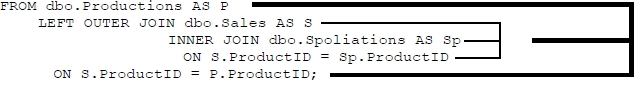 FROM dbo.Productions AS P
LEFT OUTER JOIN dbo.Sales AS S
INNER JOIN dbo.Spoliations AS Sp
ON S.ProductID = Sp.ProductID
ON S.ProductID = P.ProductID;